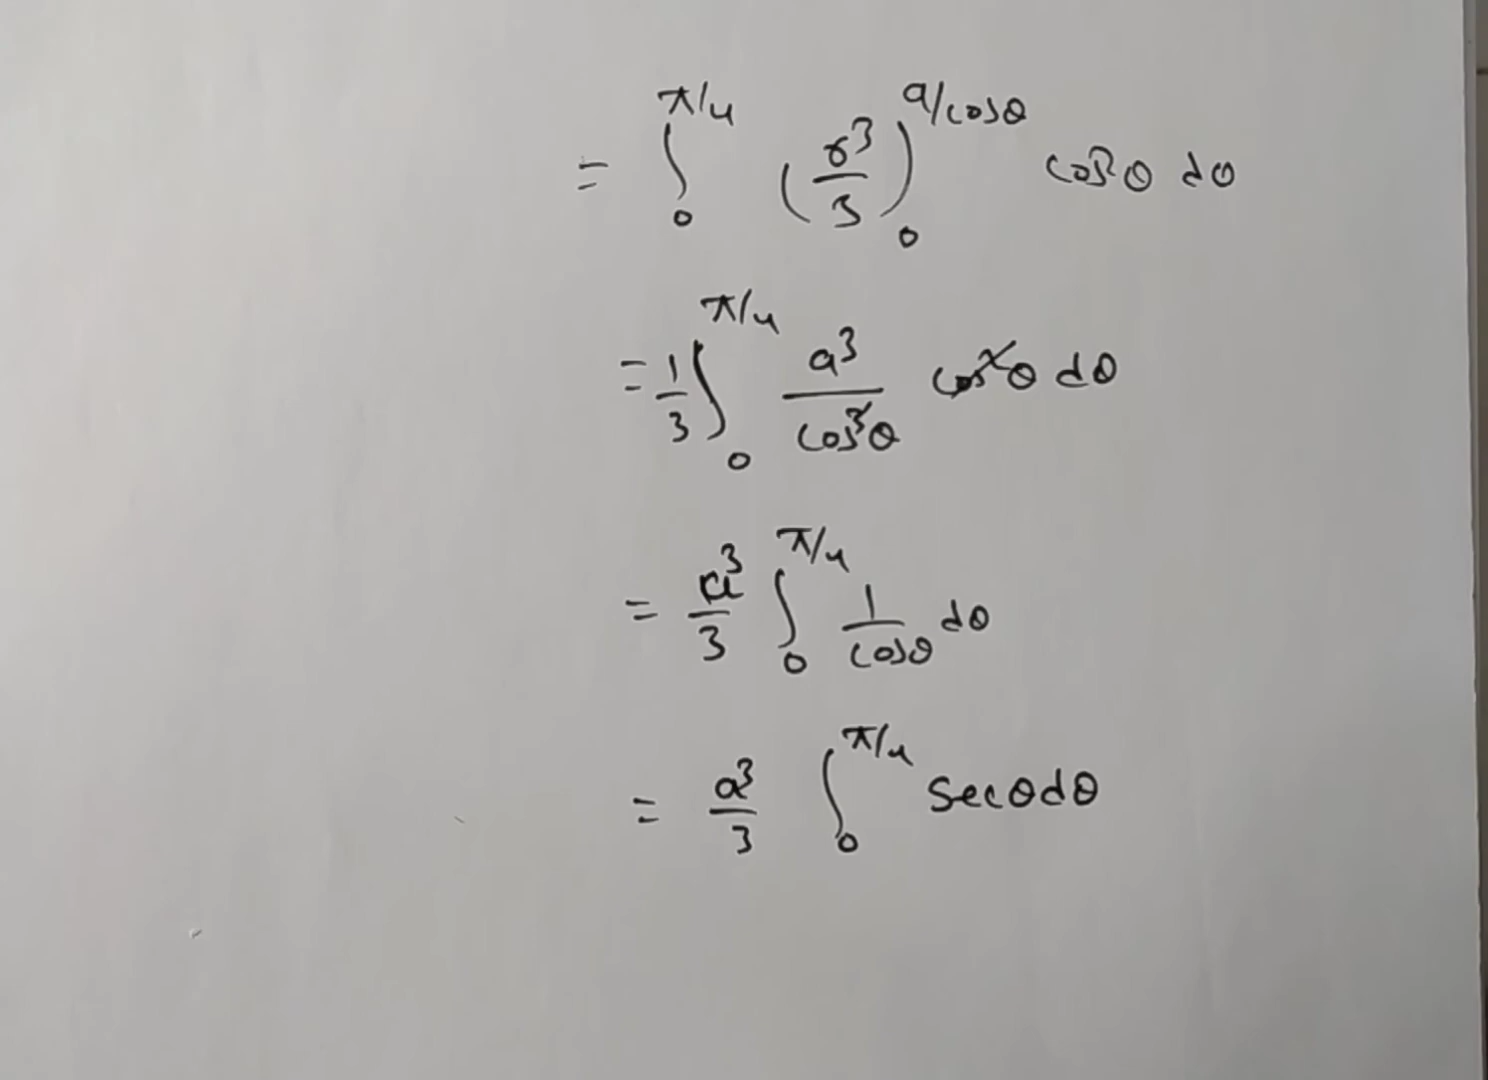 = ∫₀^{π/4} (r³/3)₀^{a/cosθ} cos²θ dθ
= 1/3 ∫₀^{π/4} a³/cos³θ cos²θ dθ
= a³/3 ∫₀^{π/4} 1/cosθ dθ
= a³/3 ∫₀^{π/4} secθdθ